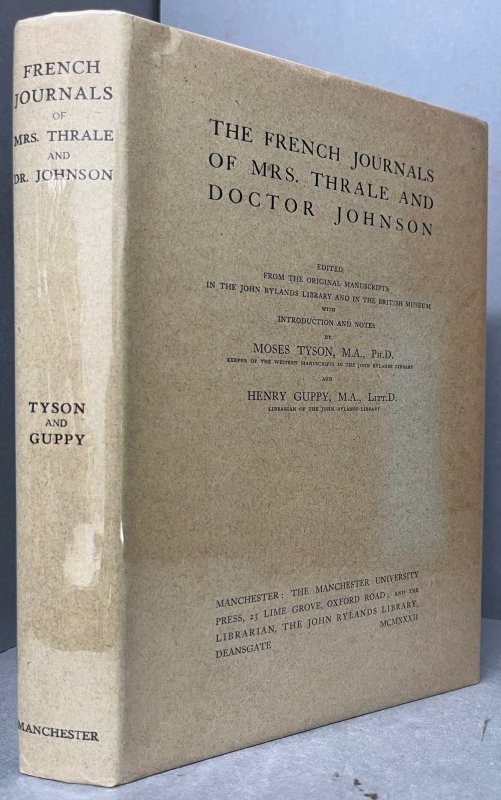 FRENCH
JOURNALS
OF
MRS. THRALE
AND
DR. JOHNSON
TYSON
AND
GUPPY
MANCHESTER
THE FRENCH JOURNALS
OF MRS. THRALE AND
DOCTOR JOHNSON
EDITED
FROM THE ORIGINAL MANUSCRIPTS
IN THE JOHN RYLANDS LIBRARY AND IN THE BRITISH MUSEUM
WITH
INTRODUCTION AND NOTES
BY
MOSES TYSON, M.A., PH.D.
KEEPER OF THE WESTERN MANUSCRIPTS IN THE JOHN RYLANDS LIBRARY
AND
HENRY GUPPY, M.A., LITT.D.
LIBRARIAN OF THE JOHN RYLANDS LIBRARY
MANCHESTER: THE MANCHESTER UNIVERSITY
PRESS, 25 LIME GROVE, OXFORD ROAD; AND THE
LIBRARIAN, THE JOHN RYLANDS LIBRARY,
DEANSGATE MCMXXXII